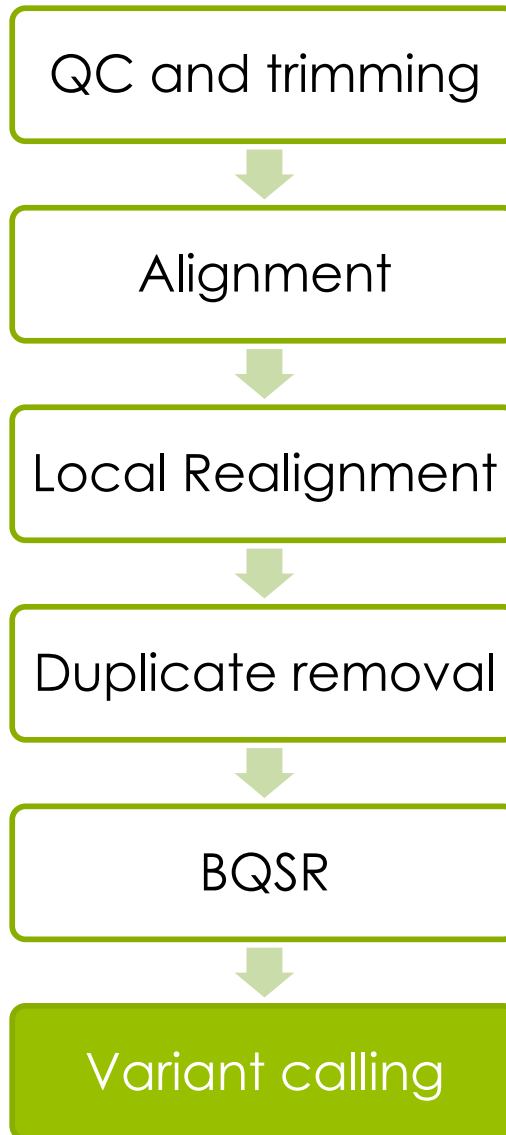 QC and trimming
Alignment
Local Realignment
Duplicate removal
BQSR
Variant calling